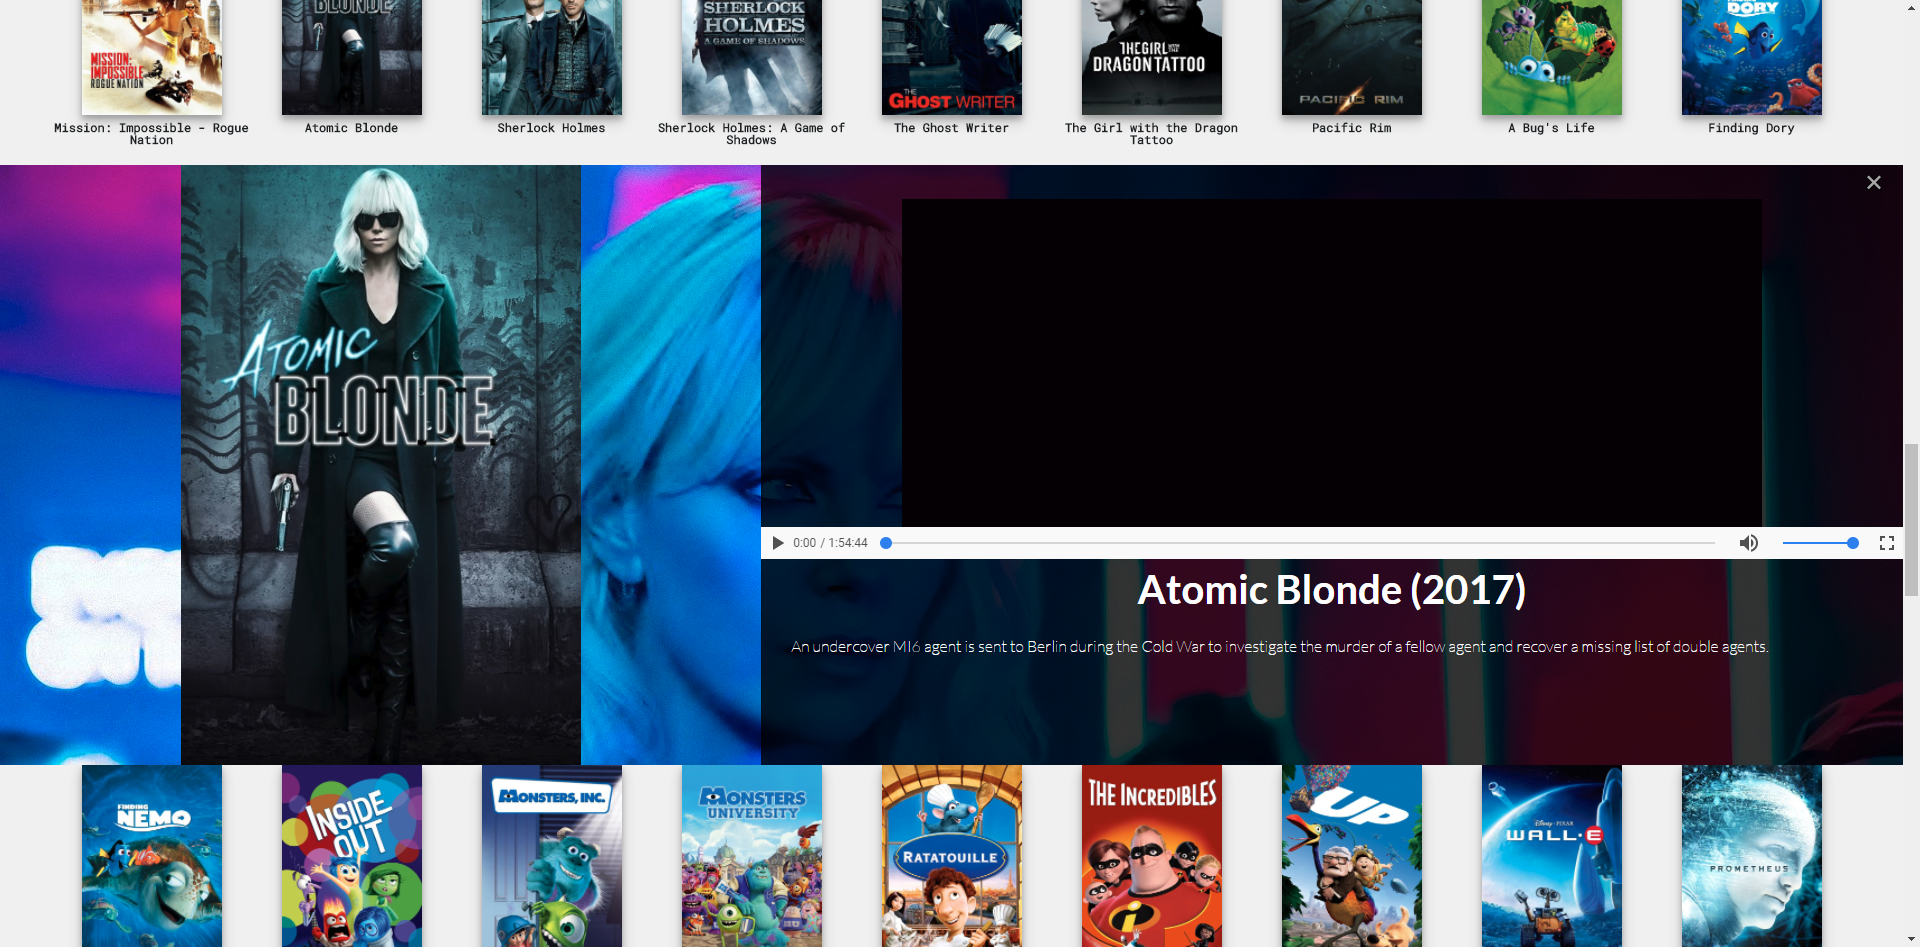 MISSION:
IMPOSSIBLE
ROGUE NATION
BLONDE
SHERLOCK
HOLMES
A GAME OF SHADOWS
THE
GHOST WRITER
THE GIRL WITH THE
DRAGON TATTOO
PACIFIC RIM
DORY
Mission: Impossible - Rogue
Nation
Atomic Blonde
Sherlock Holmes
Sherlock Holmes: A Game of
Shadows
The Ghost Writer
The Girl with the Dragon
Tattoo
Pacific Rim
A Bug's Life
Finding Dory
ATOMIC
BLONDE
0:00 / 1:54:44
Atomic Blonde (2017)
An undercover MI6 agent is sent to Berlin during the Cold War to investigate the murder of a fellow agent and recover a missing list of double agents.
FINDING
NEMO
INSIDE
OUT
MONSTERS, INC.
MONSTERS
UNIVERSITY
RATATOUILLE
THE INCREDIBLES
UP
DISNEY · PIXAR
WALL·E
PROMETHEUS